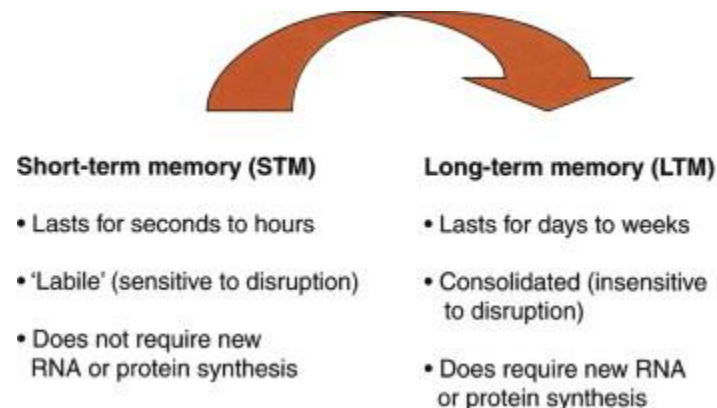 Short-term memory (STM)
• Lasts for seconds to hours
• 'Labile' (sensitive to disruption)
• Does not require new
RNA or protein synthesis
Long-term memory (LTM)
• Lasts for days to weeks
• Consolidated (insensitive
to disruption)
• Does require new RNA
or protein synthesis